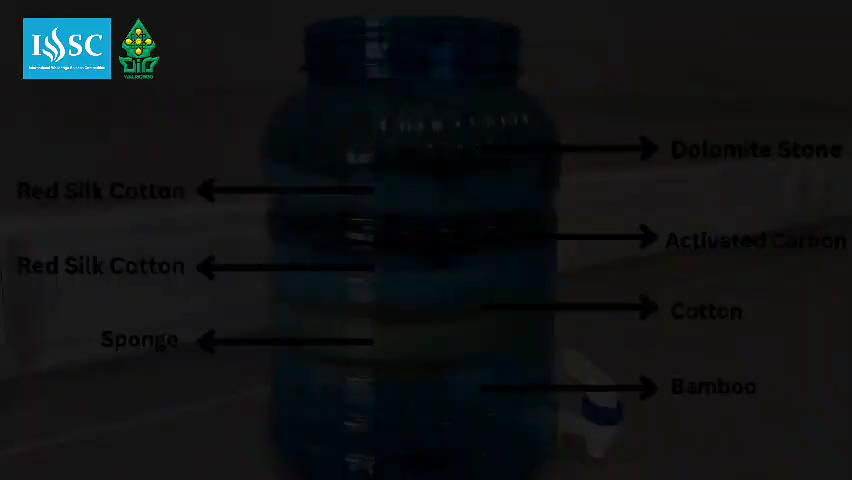 ISSC
Dolomite Stone
Red Silk Cotton
Activated Carbon
Red Silk Cotton
Cotton
Sponge
Bamboo